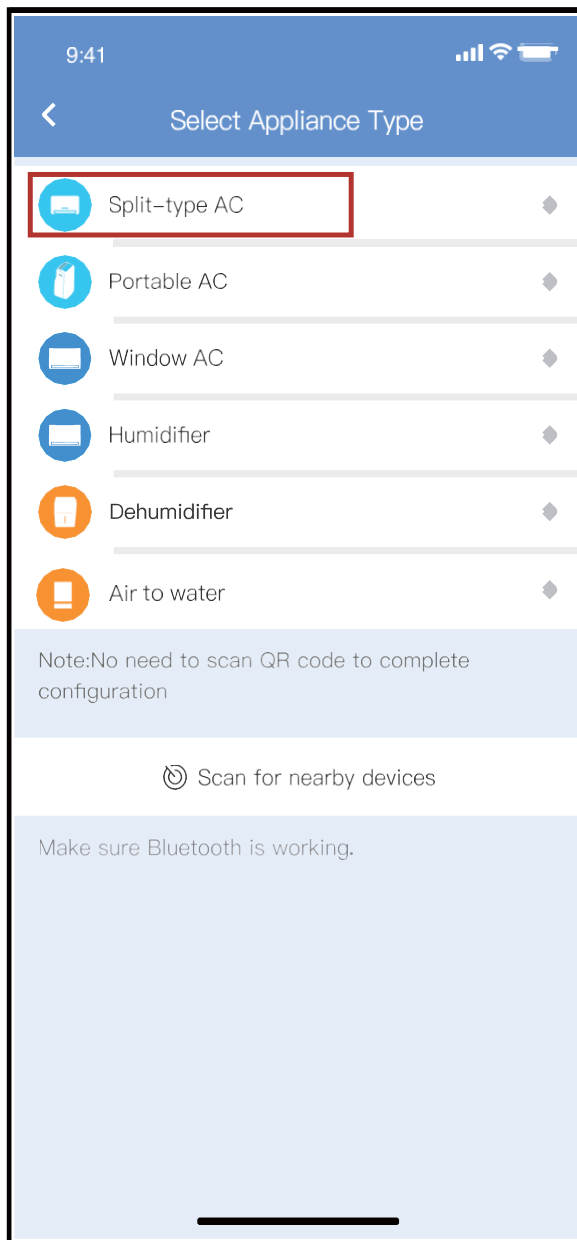 9:41
Select Appliance Type
Split-type AC
Portable AC
Window AC
Humidifier
Dehumidifier
Air to water
Note:No need to scan QR code to complete
configuration
Scan for nearby devices
Make sure Bluetooth is working.